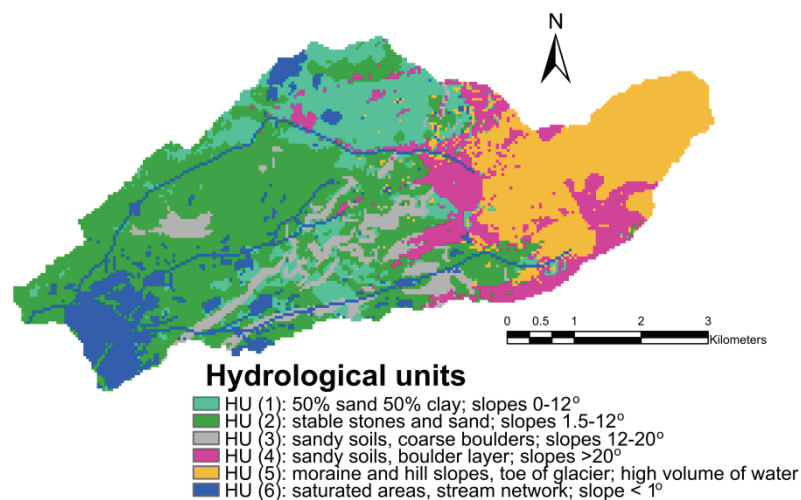 N
0 0.5 1 2 3
Kilometers
Hydrological units
HU (1): 50% sand 50% clay; slopes 0-12°
HU (2): stable stones and sand; slopes 1.5-12°
HU (3): sandy soils, coarse boulders; slopes 12-20°
HU (4): sandy soils, boulder layer; slopes >20°
HU (5): moraine and hill slopes, toe of glacier; high volume of water
HU (6): saturated areas, stream network; slope < 1°